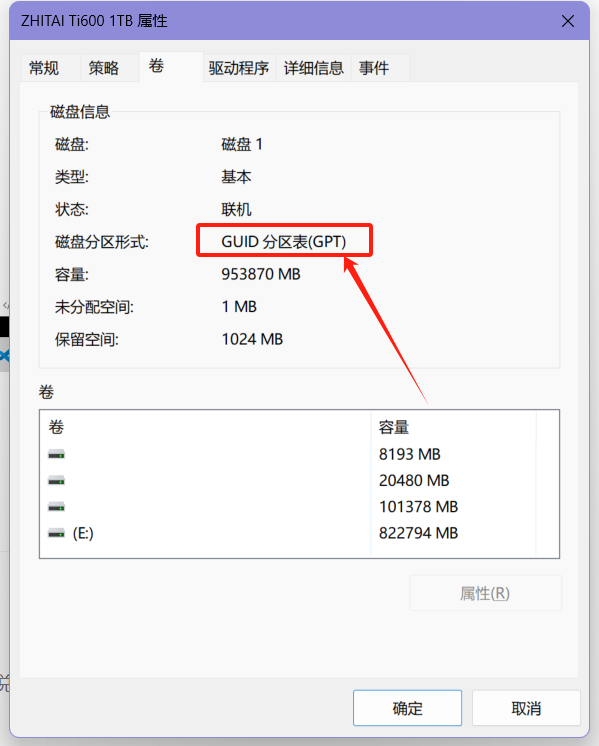 ZHITAI Ti600 1TB 属性
常规 策略 卷 驱动程序 详细信息 事件
磁盘信息
磁盘: 磁盘 1
类型: 基本
状态: 联机
磁盘分区形式: GUID 分区表(GPT)
容量: 953870 MB
未分配空间: 1 MB
保留空间: 1024 MB
卷
卷 容量
8193 MB
20480 MB
101378 MB
(E:) 822794 MB
属性(R)
确定 取消